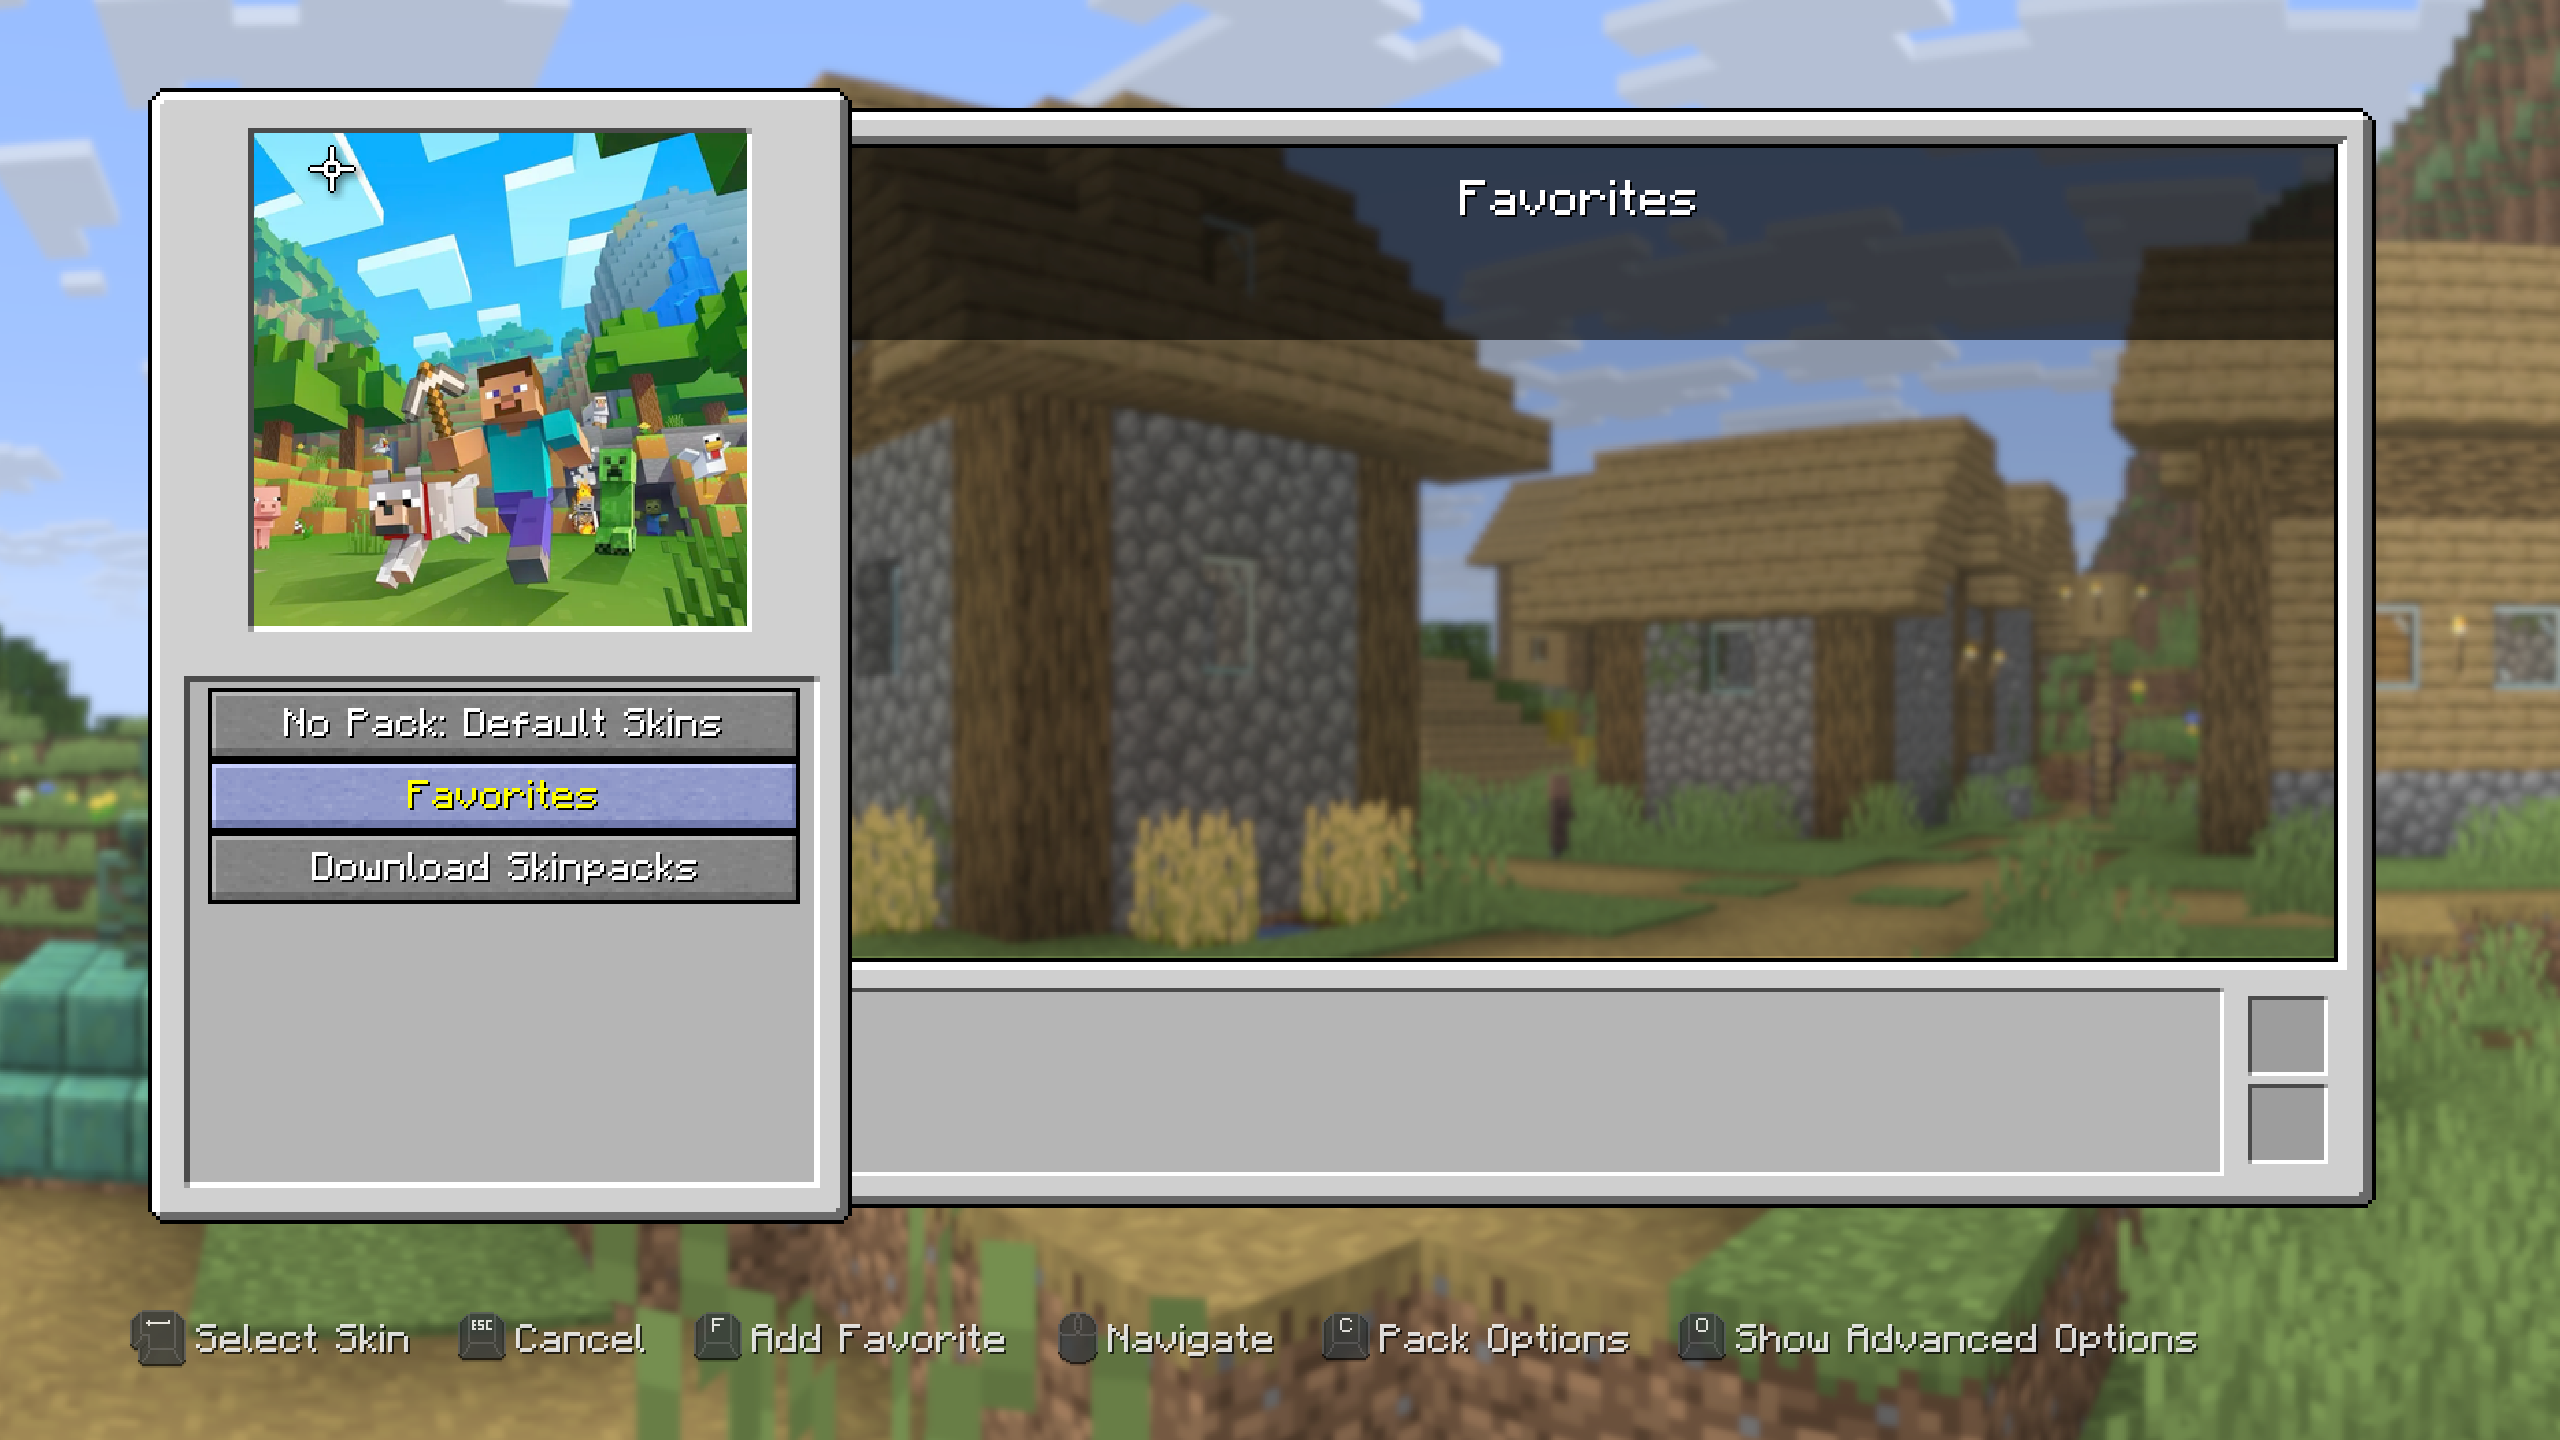 Favorites
No Pack: Default Skins
Favorites
Download Skinpacks
Select Skin
ESC Cancel
F Add Favorite
Navigate
C Pack Options
O Show Advanced Options